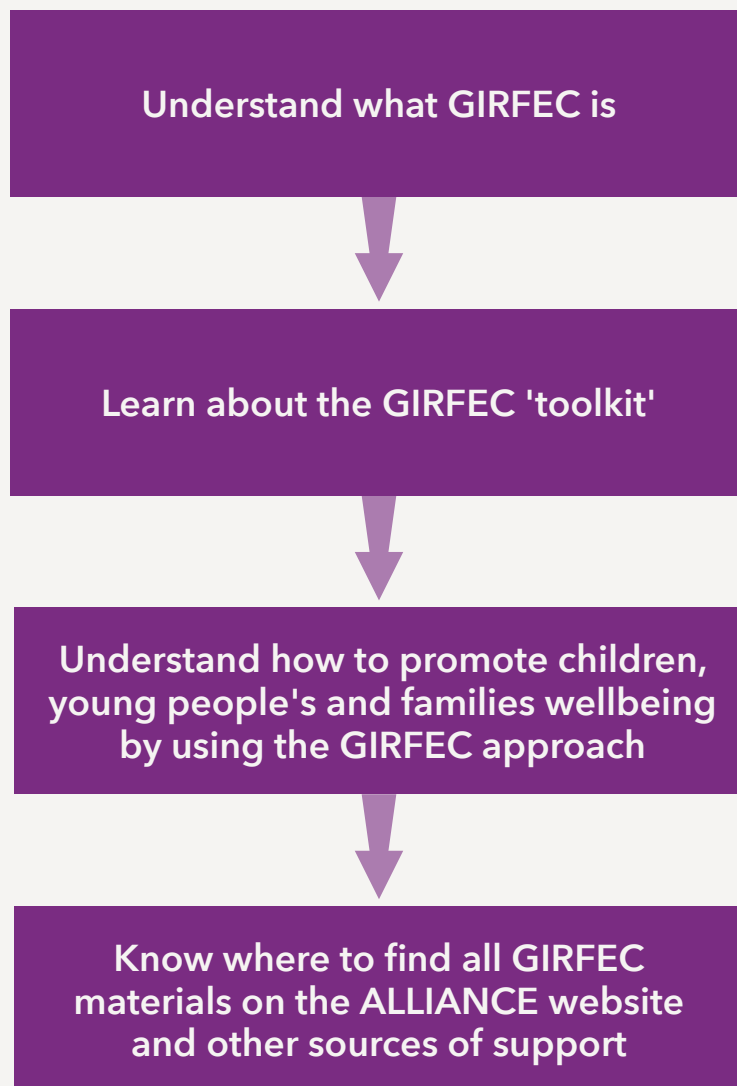 Understand what GIRFEC is
Learn about the GIRFEC 'toolkit'
Understand how to promote children,
young people's and families wellbeing
by using the GIRFEC approach
Know where to find all GIRFEC
materials on the ALLIANCE website
and other sources of support